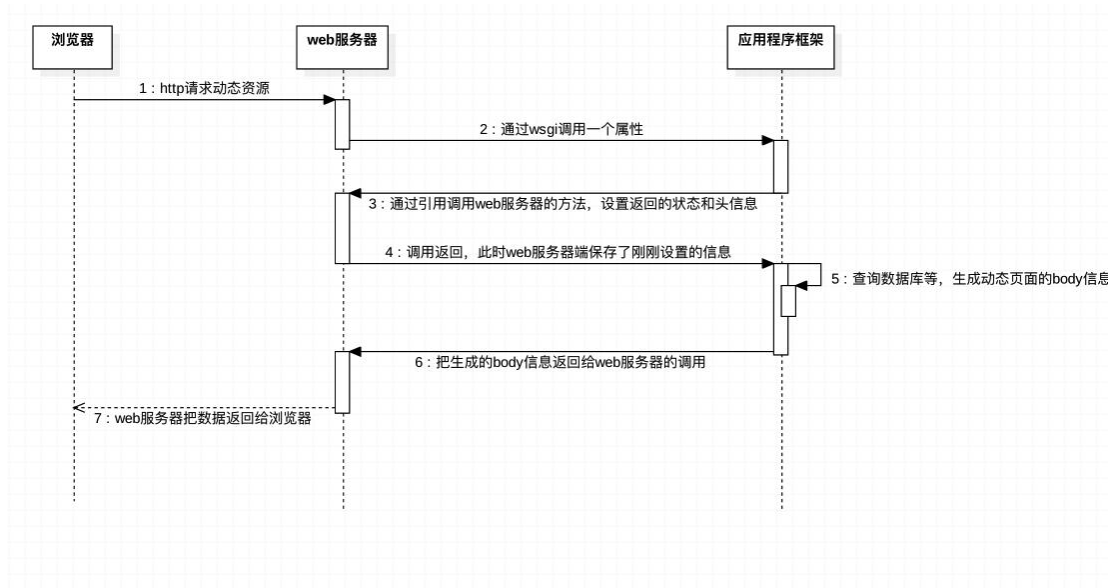 浏览器
web服务器
应用程序框架
1 : http请求动态资源
2 : 通过wsgi调用一个属性
3 : 通过引用调用web服务器的方法，设置返回的状态和头信息
4 : 调用返回，此时web服务器端保存了刚刚设置的信息
5 : 查询数据库等，生成动态页面的body信息
6 : 把生成的body信息返回给web服务器的调用
7 : web服务器把数据返回给浏览器